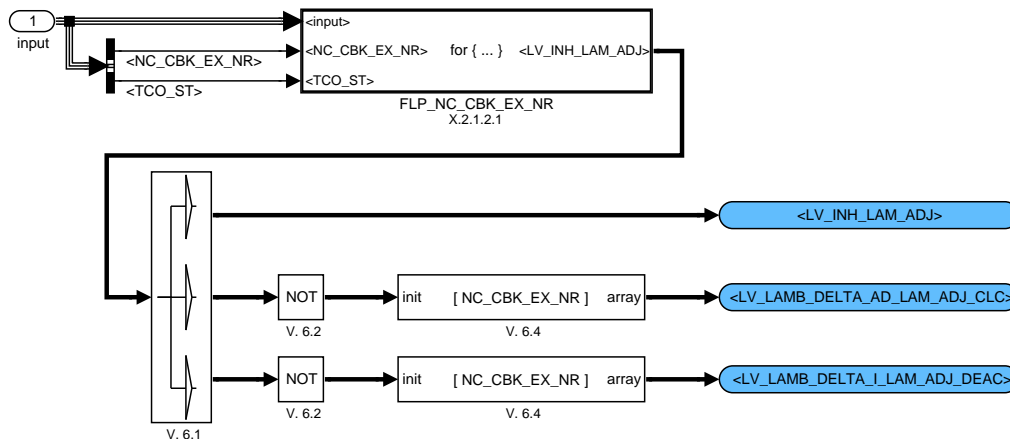 1
input
<input>
<NC_CBK_EX_NR> for { ... } <LV_INH_LAM_ADJ>
<TCO_ST>
<NC_CBK_EX_NR>
<TCO_ST>
FLP_NC_CBK_EX_NR
X.2.1.2.1
<LV_INH_LAM_ADJ>
NOT
init [ NC_CBK_EX_NR ] array
<LV_LAMB_DELTA_AD_LAM_ADJ_CLC>
V. 6.2
V. 6.4
NOT
init [ NC_CBK_EX_NR ] array
<LV_LAMB_DELTA_I_LAM_ADJ_DEAC>
V. 6.2
V. 6.4
V. 6.1